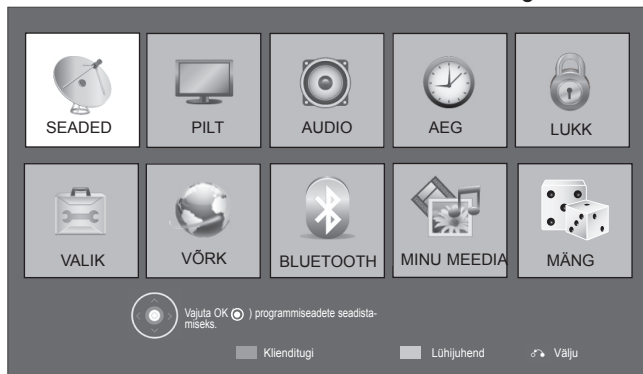 SEADED PILT AUDIO AEG LUKK
VALIK VÕRK BLUETOOTH MINU MEEDIA MÄNG
Vajuta OK ) programmiseadete seadista-
miseks.
Klienditugi Lühijuhend Välju